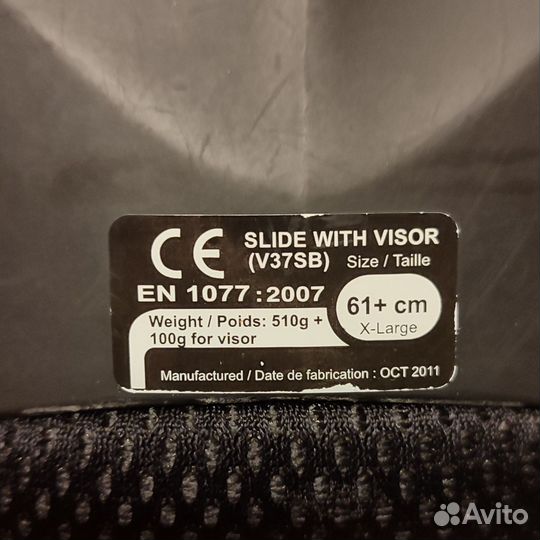 CE SLIDE WITH VISOR
(V37SB) Size / Taille
EN 1077 : 2007
61+ cm
X-Large
Weight / Poids: 510g +
100g for visor
Manufactured / Date de fabrication : OCT 2011
Avito